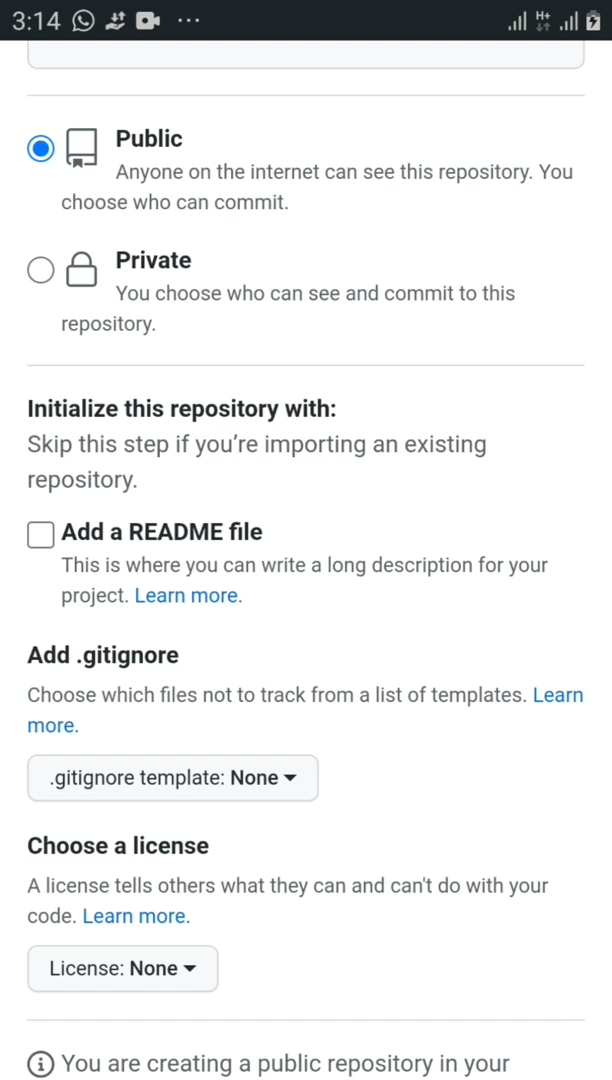 3:14
H+
Public
Anyone on the internet can see this repository. You
choose who can commit.
Private
You choose who can see and commit to this
repository.
Initialize this repository with:
Skip this step if you’re importing an existing
repository.
Add a README file
This is where you can write a long description for your
project. Learn more.
Add .gitignore
Choose which files not to track from a list of templates. Learn
more.
.gitignore template: None
Choose a license
A license tells others what they can and can't do with your
code. Learn more.
License: None
You are creating a public repository in your